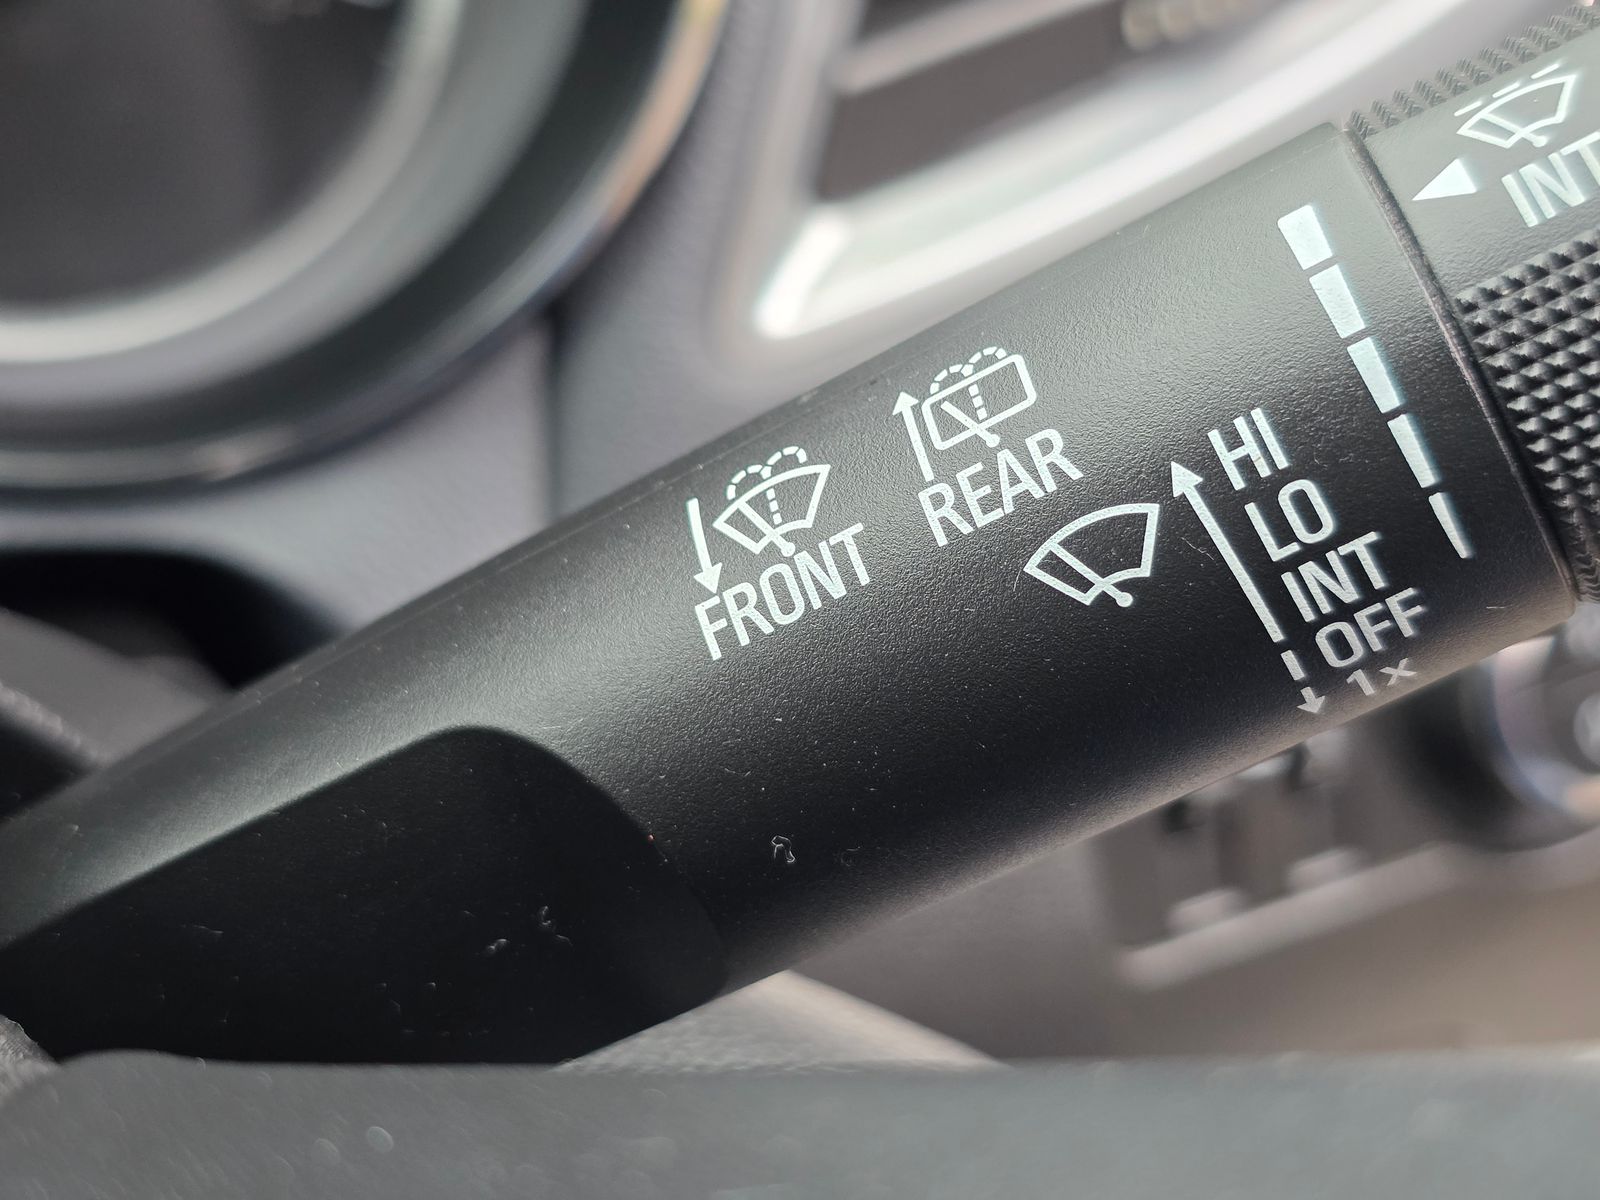 FRONT
REAR
HI
LO
INT
OFF
1x
INT